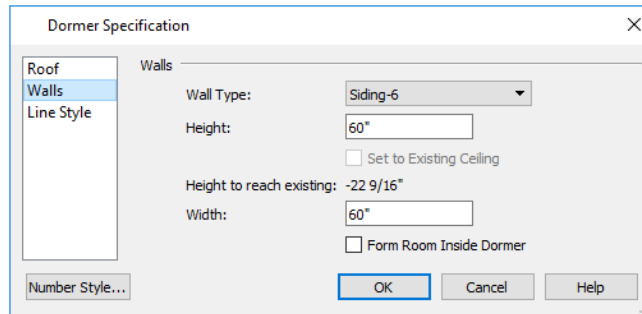 Dormer Specification
Roof
Walls
Line Style
Walls
Wall Type: Siding-6
Height: 60"
Set to Existing Ceiling
Height to reach existing: -22 9/16"
Width: 60"
Form Room Inside Dormer
Number Style... OK Cancel Help